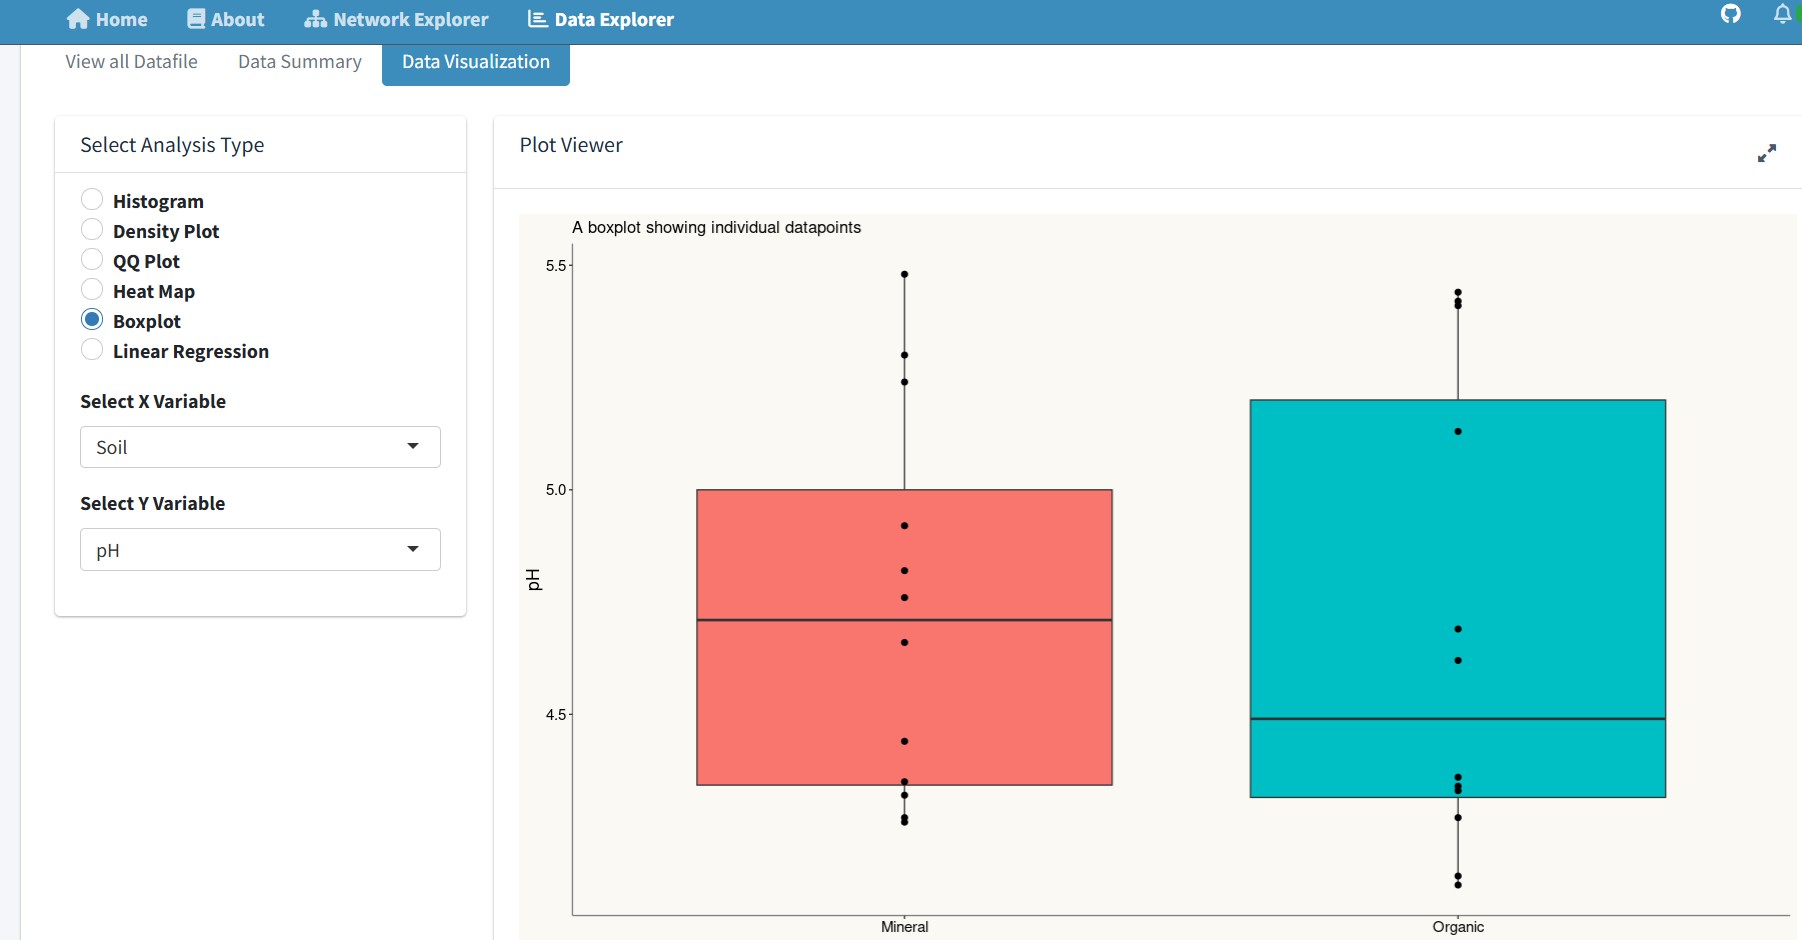 Home About Network Explorer Data Explorer
View all Datafile Data Summary Data Visualization
Select Analysis Type
Histogram
Density Plot
QQ Plot
Heat Map
Boxplot
Linear Regression
Select X Variable
Soil
Select Y Variable
pH
Plot Viewer
A boxplot showing individual datapoints
5.5
5.0
4.5
pH
Mineral Organic